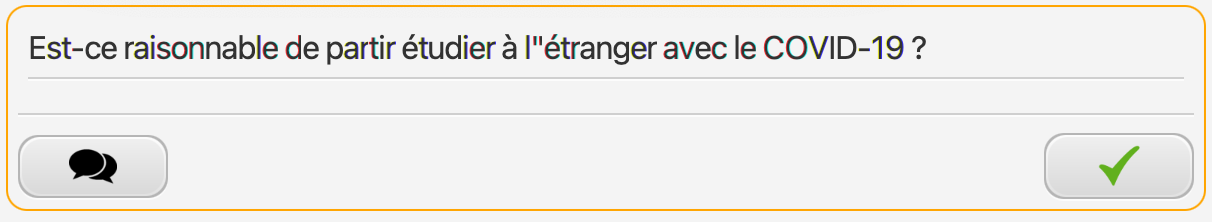 Est-ce raisonnable de partir étudier à l"étranger avec le COVID-19 ?